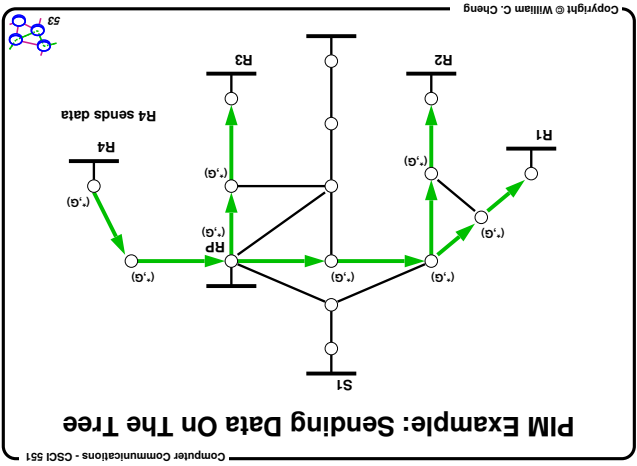 Computer Communications - CSCI 551
PIM Example: Sending Data On The Tree
S1
(*,G)
(*,G)
(*,G)
RP
(*,G)
(*,G)
(*,G)
(*,G)
(*,G)
R1
R4
R4 sends data
R2
R3
53
Copyright © William C. Cheng